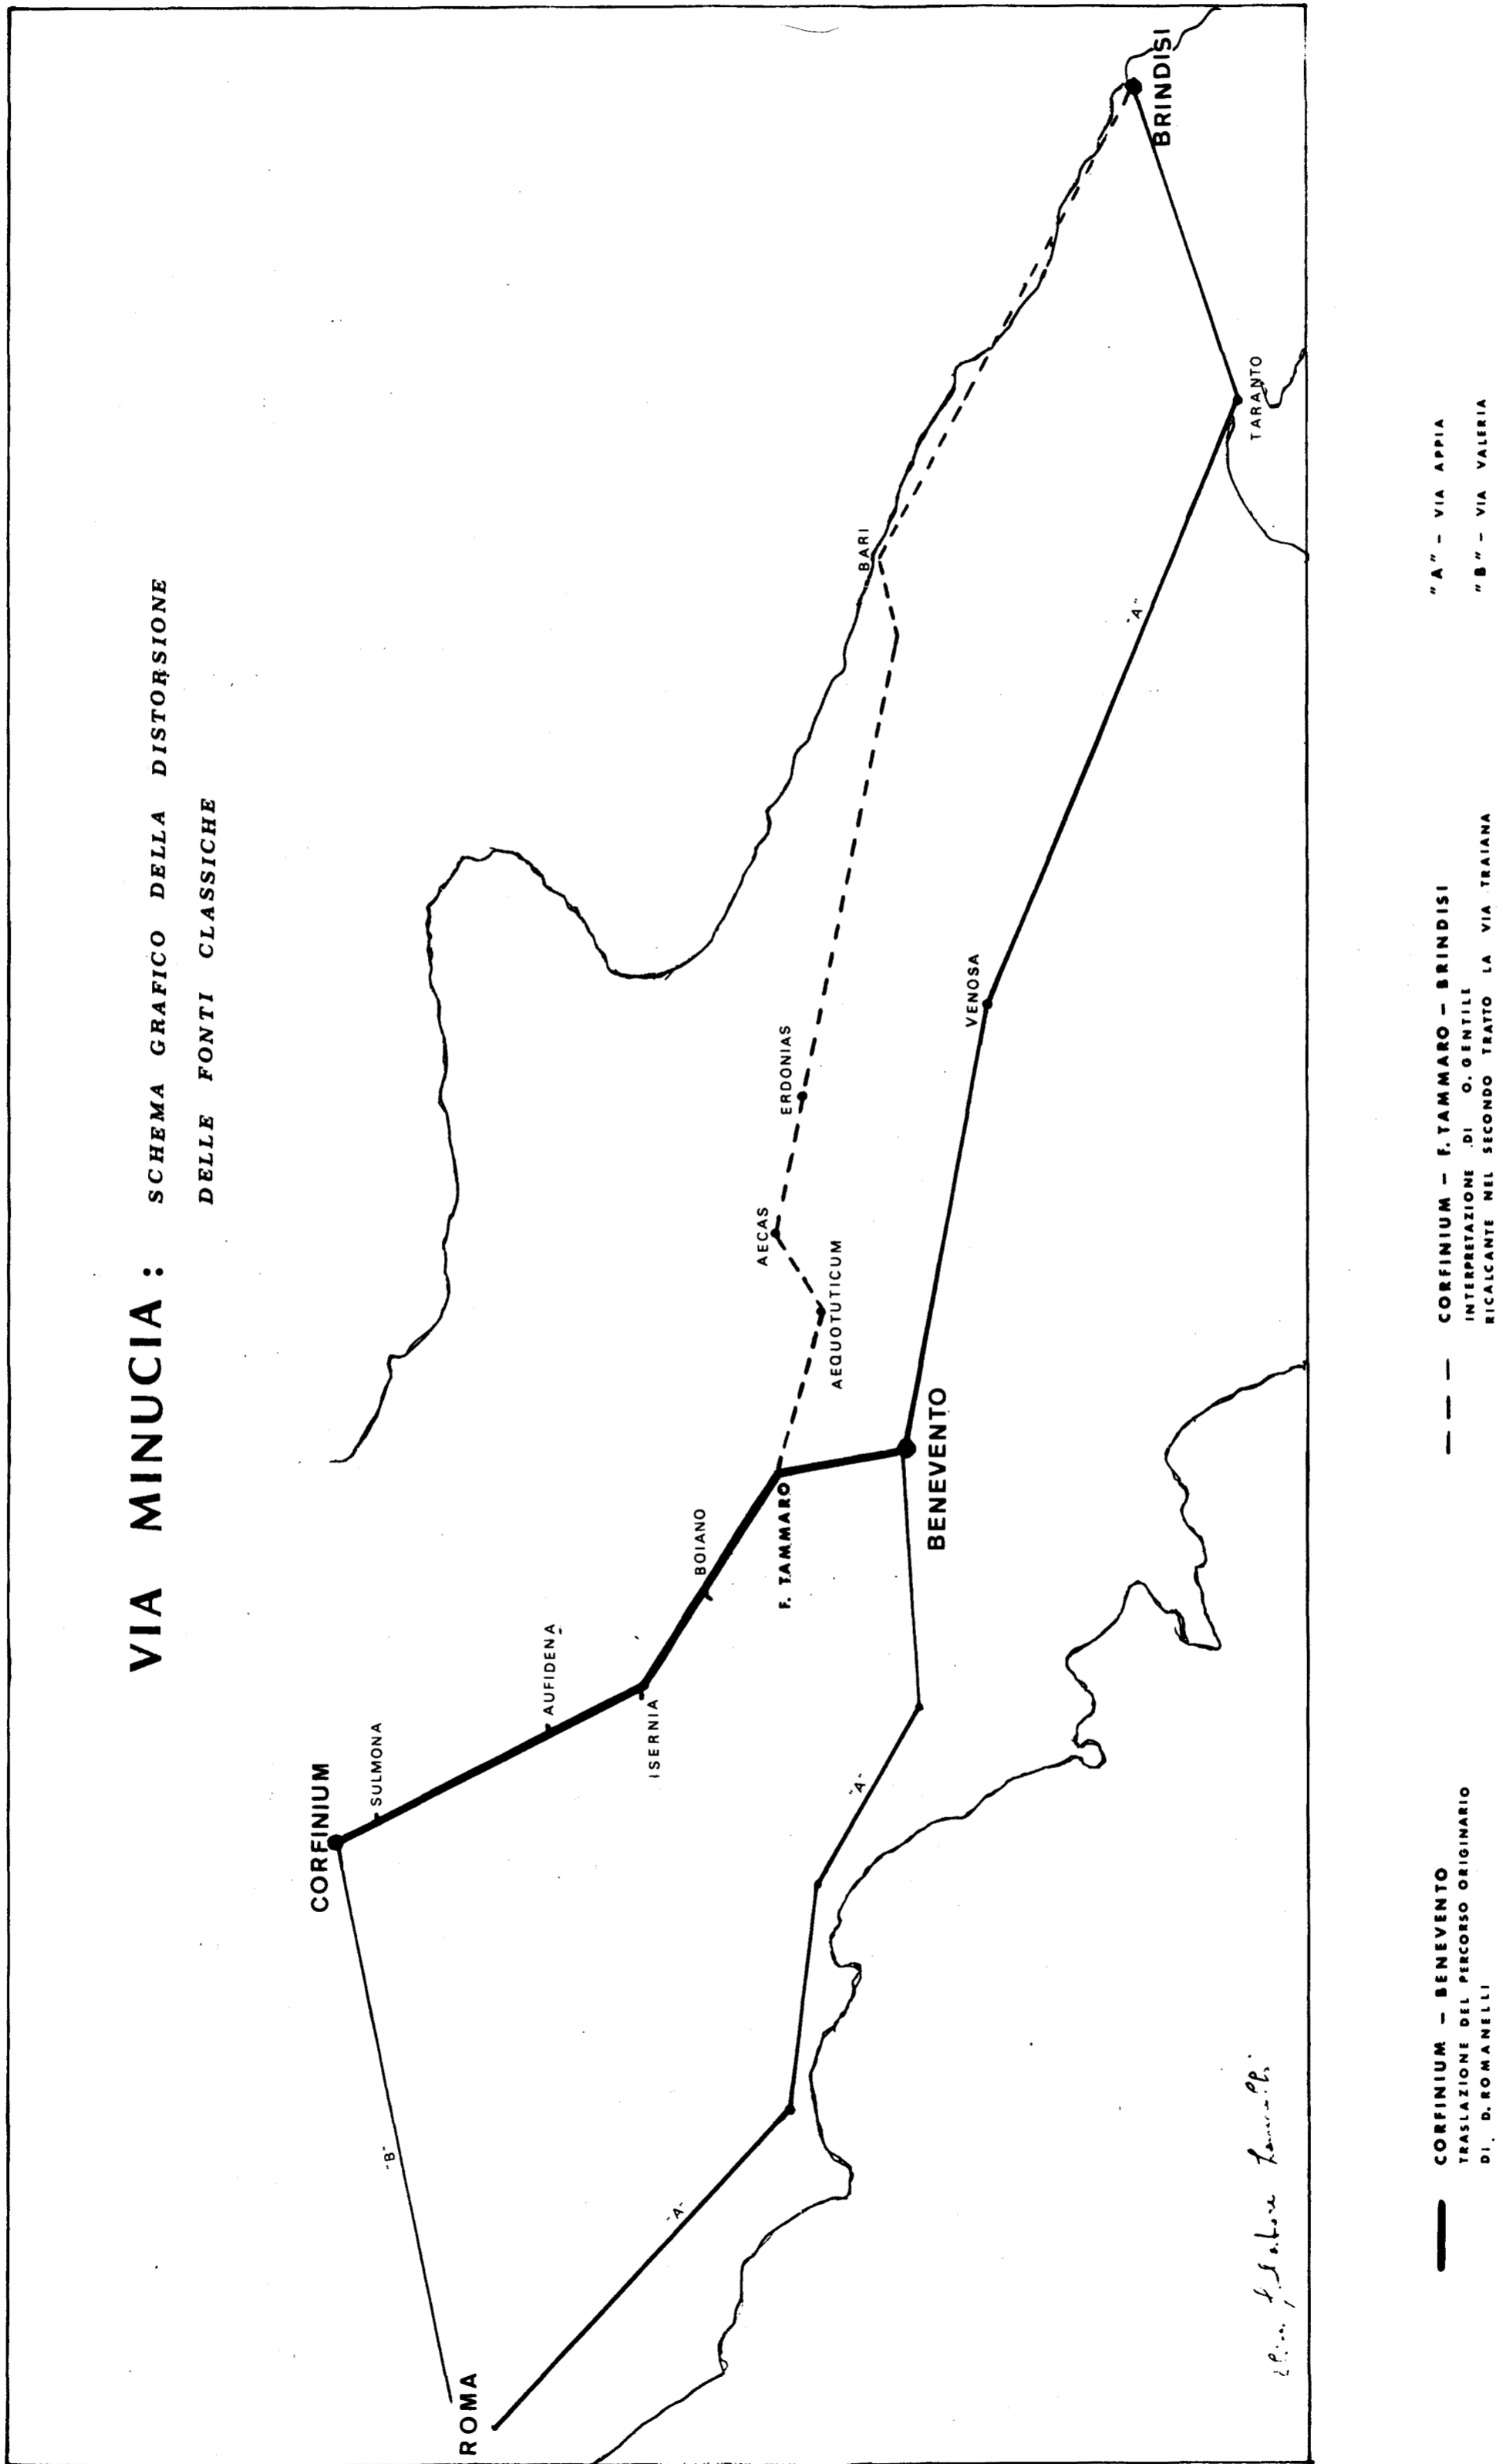 VIA MINUCIA : SCHEMA GRAFICO DELLA DISTORSIONE
DELLE FONTI CLASSICHE
CORFINIUM
SULMONA
AUFIDENA
ISERNIA
BOIANO
F. TAMMARO
BENEVENTO
AEQUOTUTICUM
AECAS
ERDONIAS
VENOSA
BARI
BRINDISI
TARANTO
ROMA
"B"
"A"
"A"
"A"
CORFINIUM – BENEVENTO
TRASLAZIONE DEL PERCORSO ORIGINARIO
DI. D. ROMANELLI
CORFINIUM – F. TAMMARO – BRINDISI
INTERPRETAZIONE DI O. GENTILE
RICALCANTE NEL SECONDO TRATTO LA VIA TRAIANA
"A" – VIA APPIA
"B" – VIA VALERIA